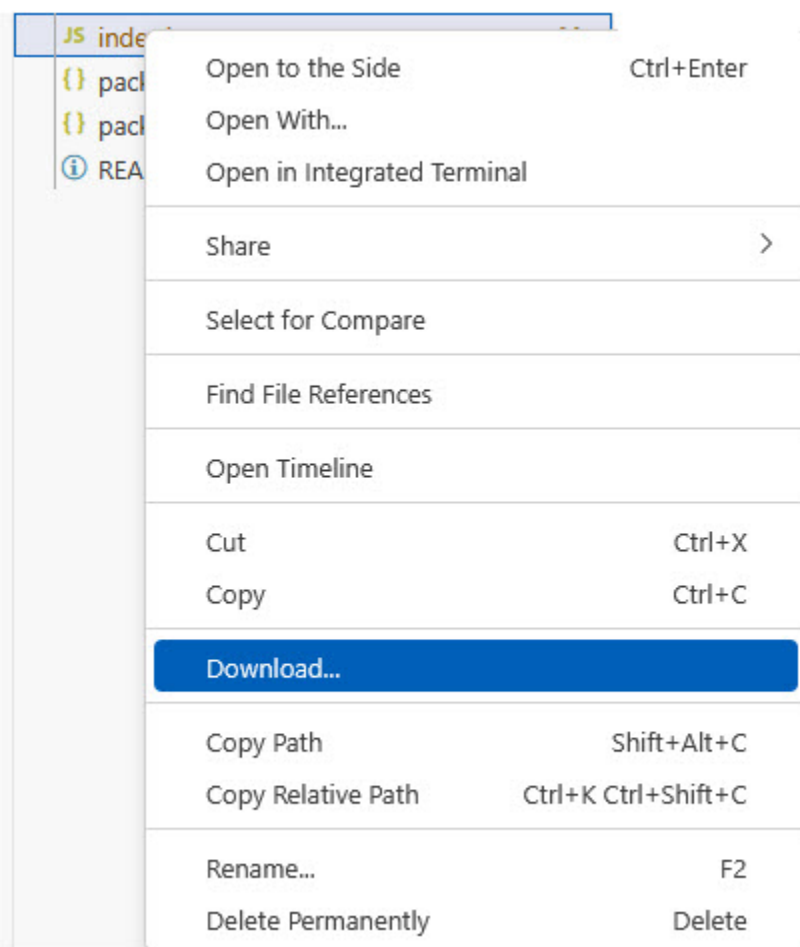 JS inde
Open to the Side Ctrl+Enter
{} pack
Open With...
{} pack
Open in Integrated Terminal
REA
Share
Select for Compare
Find File References
Open Timeline
Cut Ctrl+X
Copy Ctrl+C
Download...
Copy Path Shift+Alt+C
Copy Relative Path Ctrl+K Ctrl+Shift+C
Rename... F2
Delete Permanently Delete